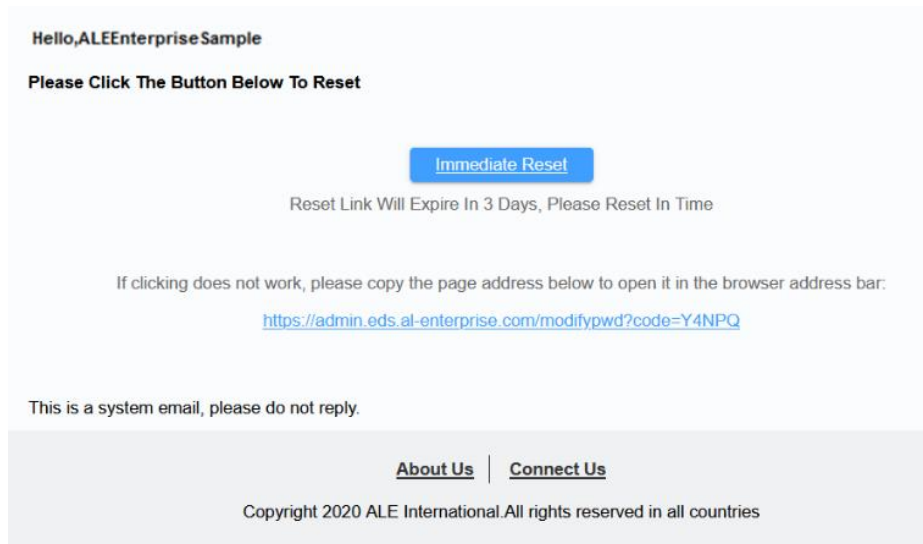 Hello,ALEEnterpriseSample
Please Click The Button Below To Reset
Immediate Reset
Reset Link Will Expire In 3 Days, Please Reset In Time
If clicking does not work, please copy the page address below to open it in the browser address bar:
https://admin.eds.al-enterprise.com/modifypwd?code=Y4NPQ
This is a system email, please do not reply.
About Us | Connect Us
Copyright 2020 ALE International.All rights reserved in all countries